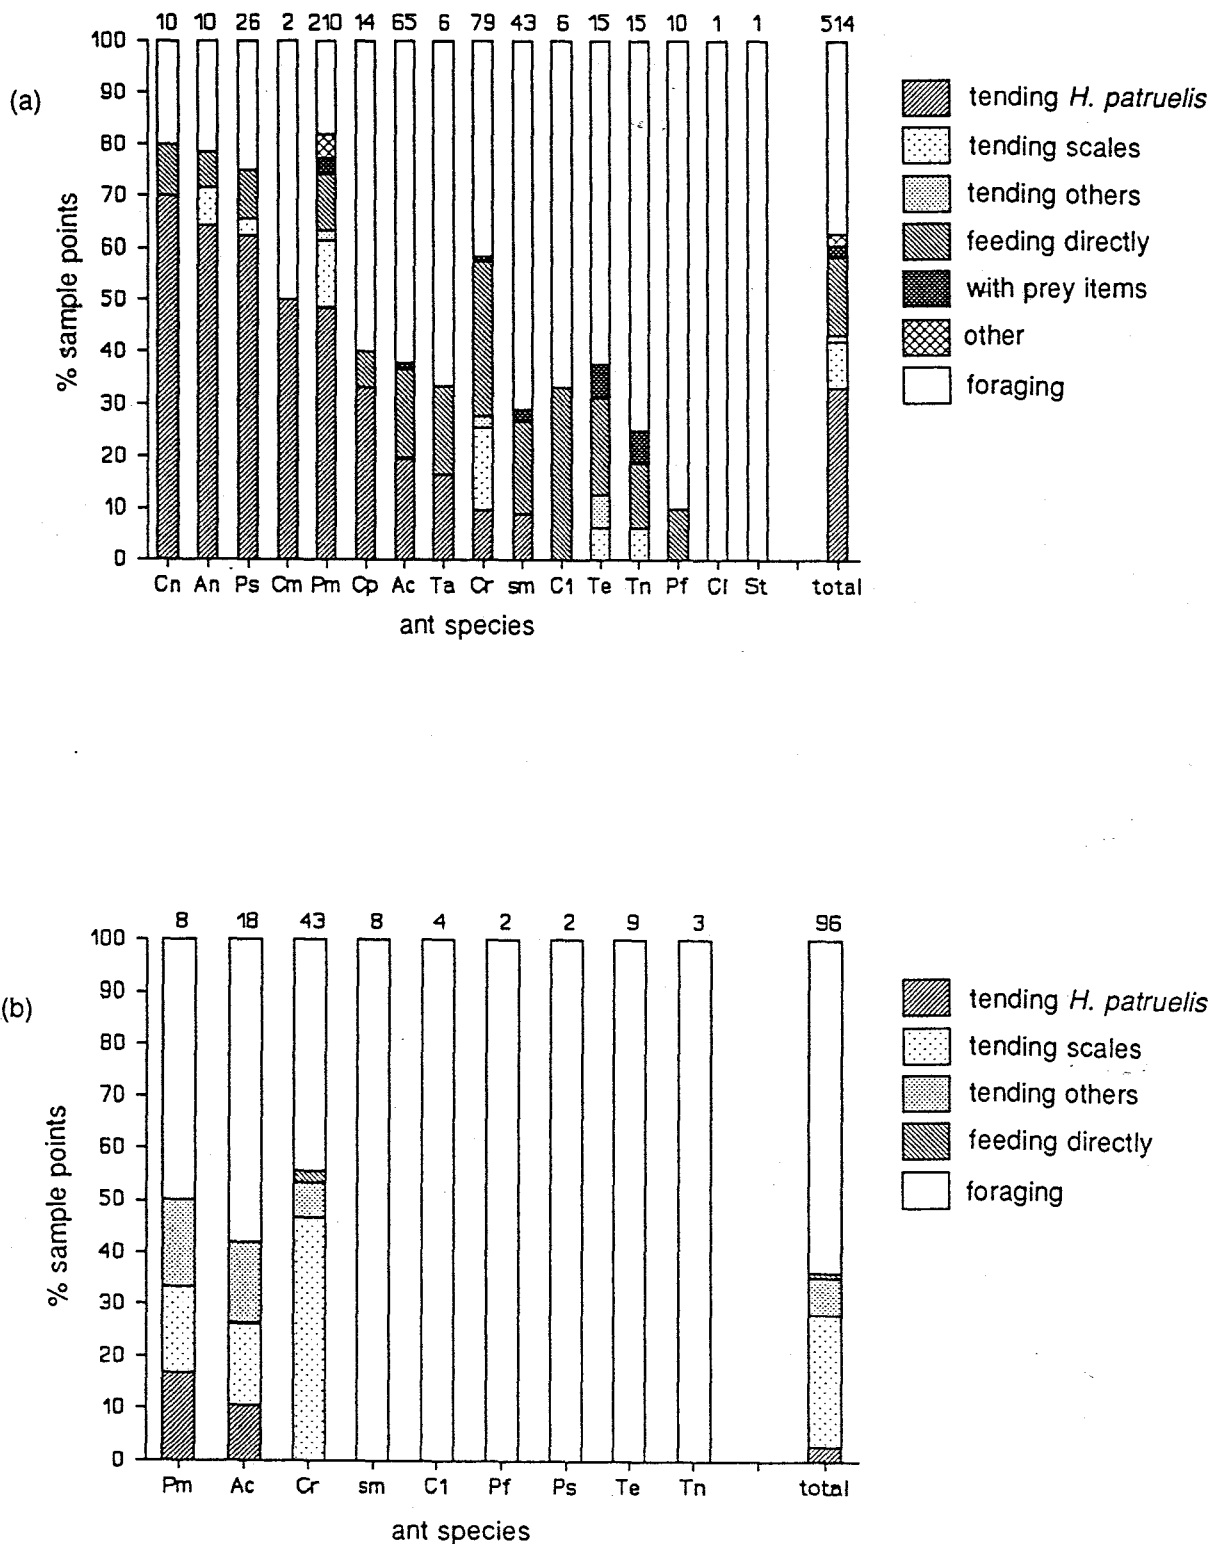 10 10 26 2 210 14 65 6 79 43 6 15 15 10 1 1 514
(a)
% sample points
100
90
80
70
60
50
40
30
20
10
0
Cn An Ps Cm Pm Cp Ac Ta Cr sm C1 Te Tn Pf Cl St total
ant species
tending H. patruelis
tending scales
tending others
feeding directly
with prey items
other
foraging
8 18 43 8 4 2 2 9 3 96
(b)
% sample points
100
90
80
70
60
50
40
30
20
10
0
Pm Ac Cr sm C1 Pf Ps Te Tn total
ant species
tending H. patruelis
tending scales
tending others
feeding directly
foraging